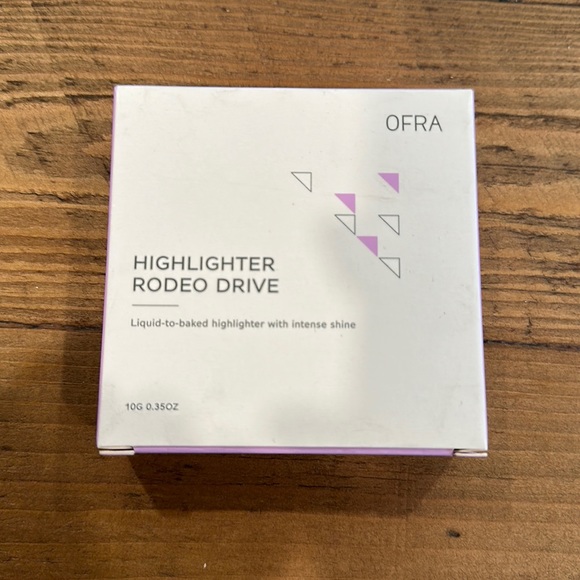 OFRA
HIGHLIGHTER
RODEO DRIVE
Liquid-to-baked highlighter with intense shine
10G 0.35OZ